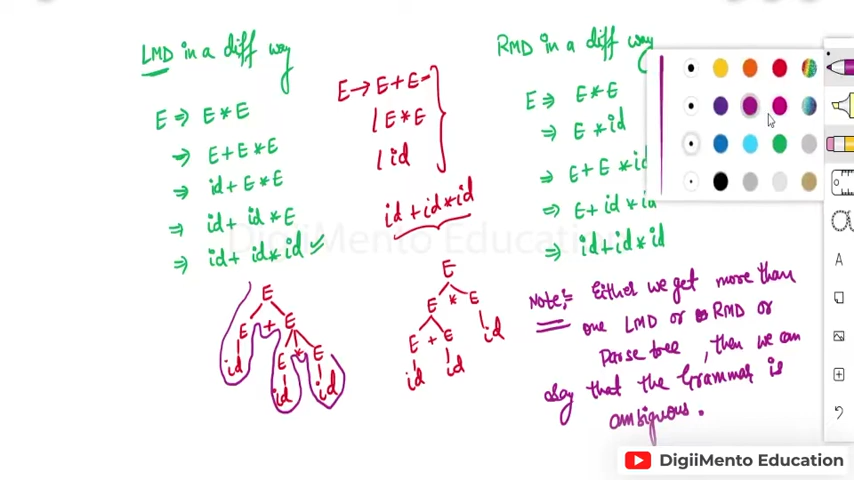 LMD in a diff way
E ⇒ E*E
⇒ E+E*E
⇒ id+E*E
⇒ id+id*E
⇒ id+id*id ✓
E→E+E
|E*E
|id
id+id*id
RMD in a diff way
E ⇒ E*E
⇒ E*id
⇒ E+E*id
⇒ E+id*id
⇒ id+id*id
E
E + E
id E * E
id id
E
E * E
E + E id
id id
Note:- Either we get more than
one LMD or RMD or
Parse tree, then we can
say that the Grammar is
ambiguous.
DigiiMento Education
A
DigiiMento Education